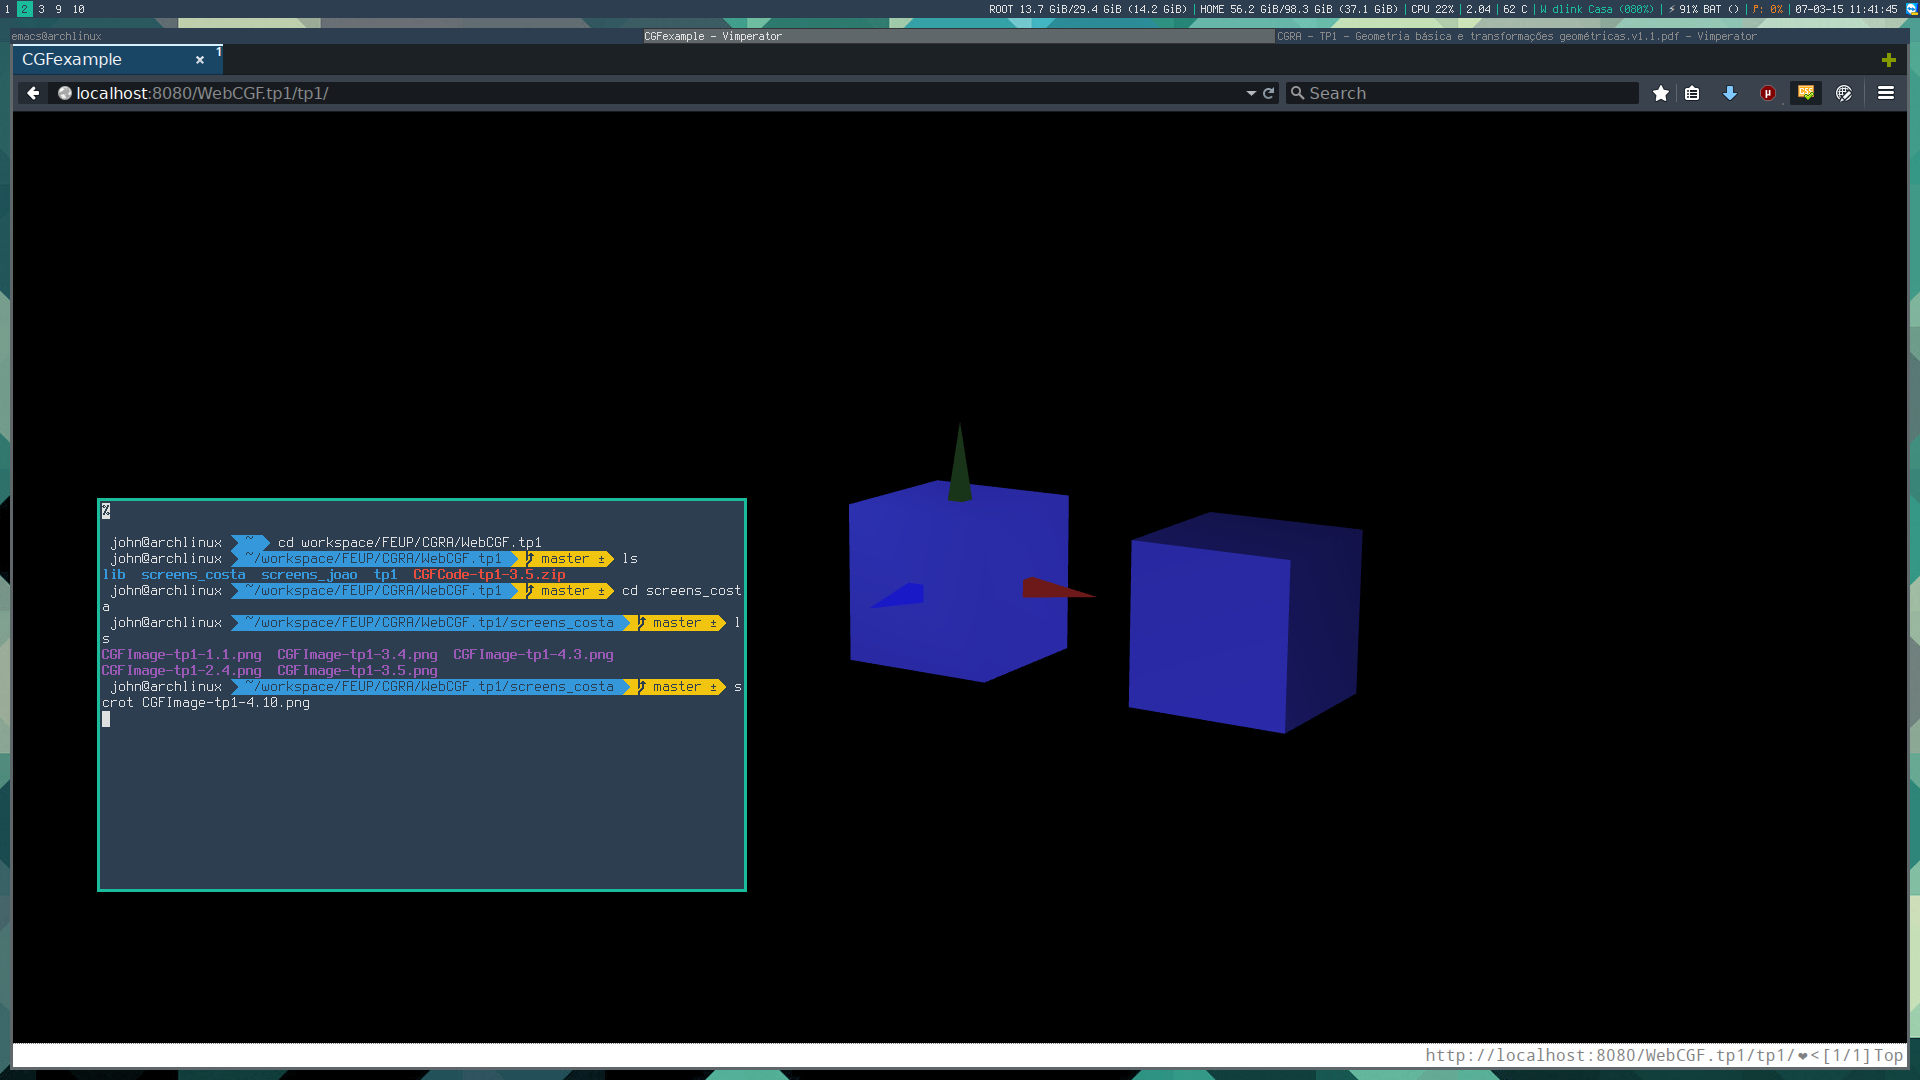 1 2 3 9 10 ROOT 13.7 GiB/29.4 GiB (14.2 GiB) | HOME 56.2 GiB/98.3 GiB (37.1 GiB) | CPU 22% | 2.04 | 62 C | W dlink Casa (080%) | ⚡ 91% BAT () | P: 0% | 07-03-15 11:41:45
emacs@archlinux CGFexample - Vimperator CGRA - TP1 - Geometria básica e transformações geométricas.v1.1.pdf - Vimperator
CGFexample × 1
localhost:8080/WebCGF.tp1/tp1/ Search
%
john@archlinux ~ cd workspace/FEUP/CGRA/WebCGF.tp1
john@archlinux ~/workspace/FEUP/CGRA/WebCGF.tp1 master ± ls
lib screens_costa screens_joao tp1 CGFCode-tp1-3.5.zip
john@archlinux ~/workspace/FEUP/CGRA/WebCGF.tp1 master ± cd screens_cost
a
john@archlinux ~/workspace/FEUP/CGRA/WebCGF.tp1/screens_costa master ± l
s
CGFImage-tp1-1.1.png CGFImage-tp1-3.4.png CGFImage-tp1-4.3.png
CGFImage-tp1-2.4.png CGFImage-tp1-3.5.png
john@archlinux ~/workspace/FEUP/CGRA/WebCGF.tp1/screens_costa master ± s
crot CGFImage-tp1-4.10.png
http://localhost:8080/WebCGF.tp1/tp1/❤<[1/1]Top